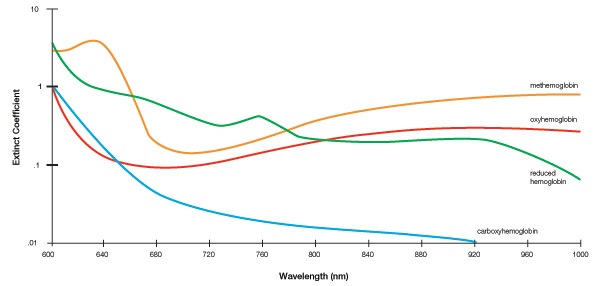 10
1
.1
.01
Extinct Coefficient
methemoglobin
oxyhemoglobin
reduced
hemoglobin
carboxyhemoglobin
600 640 680 720 760 800 840 880 920 960 1000
Wavelength (nm)